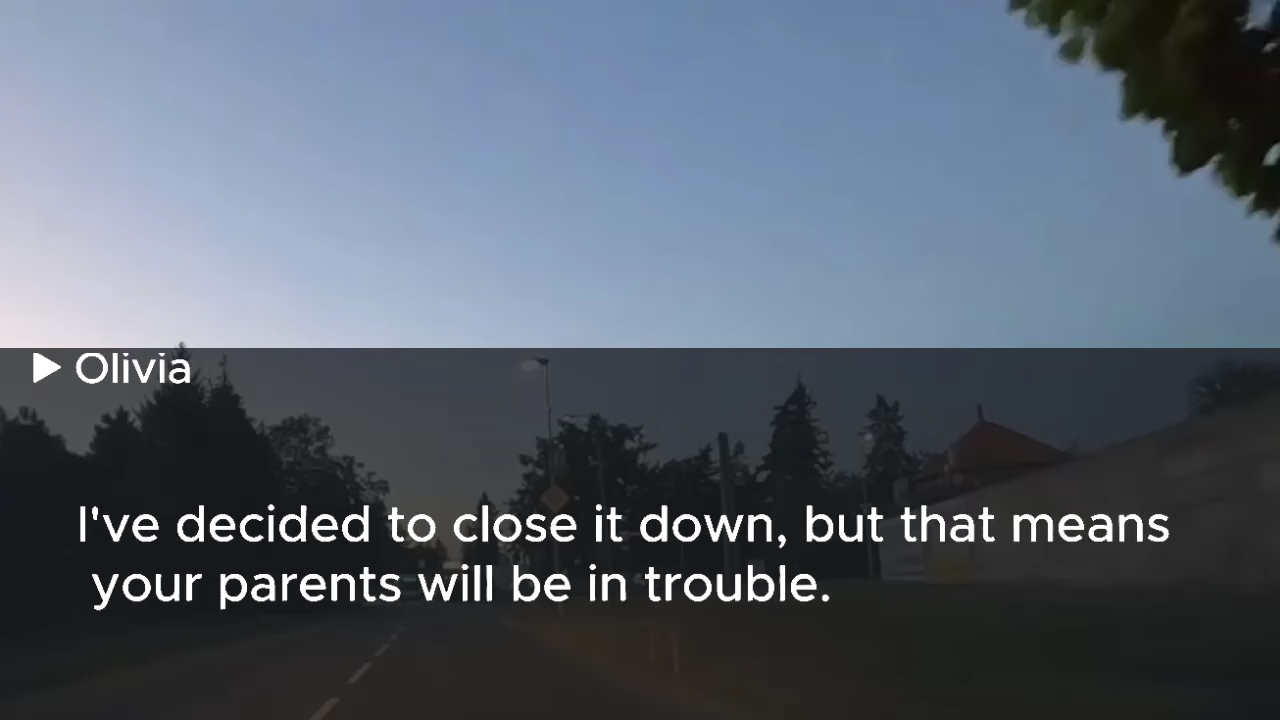 Olivia
I've decided to close it down, but that means
your parents will be in trouble.